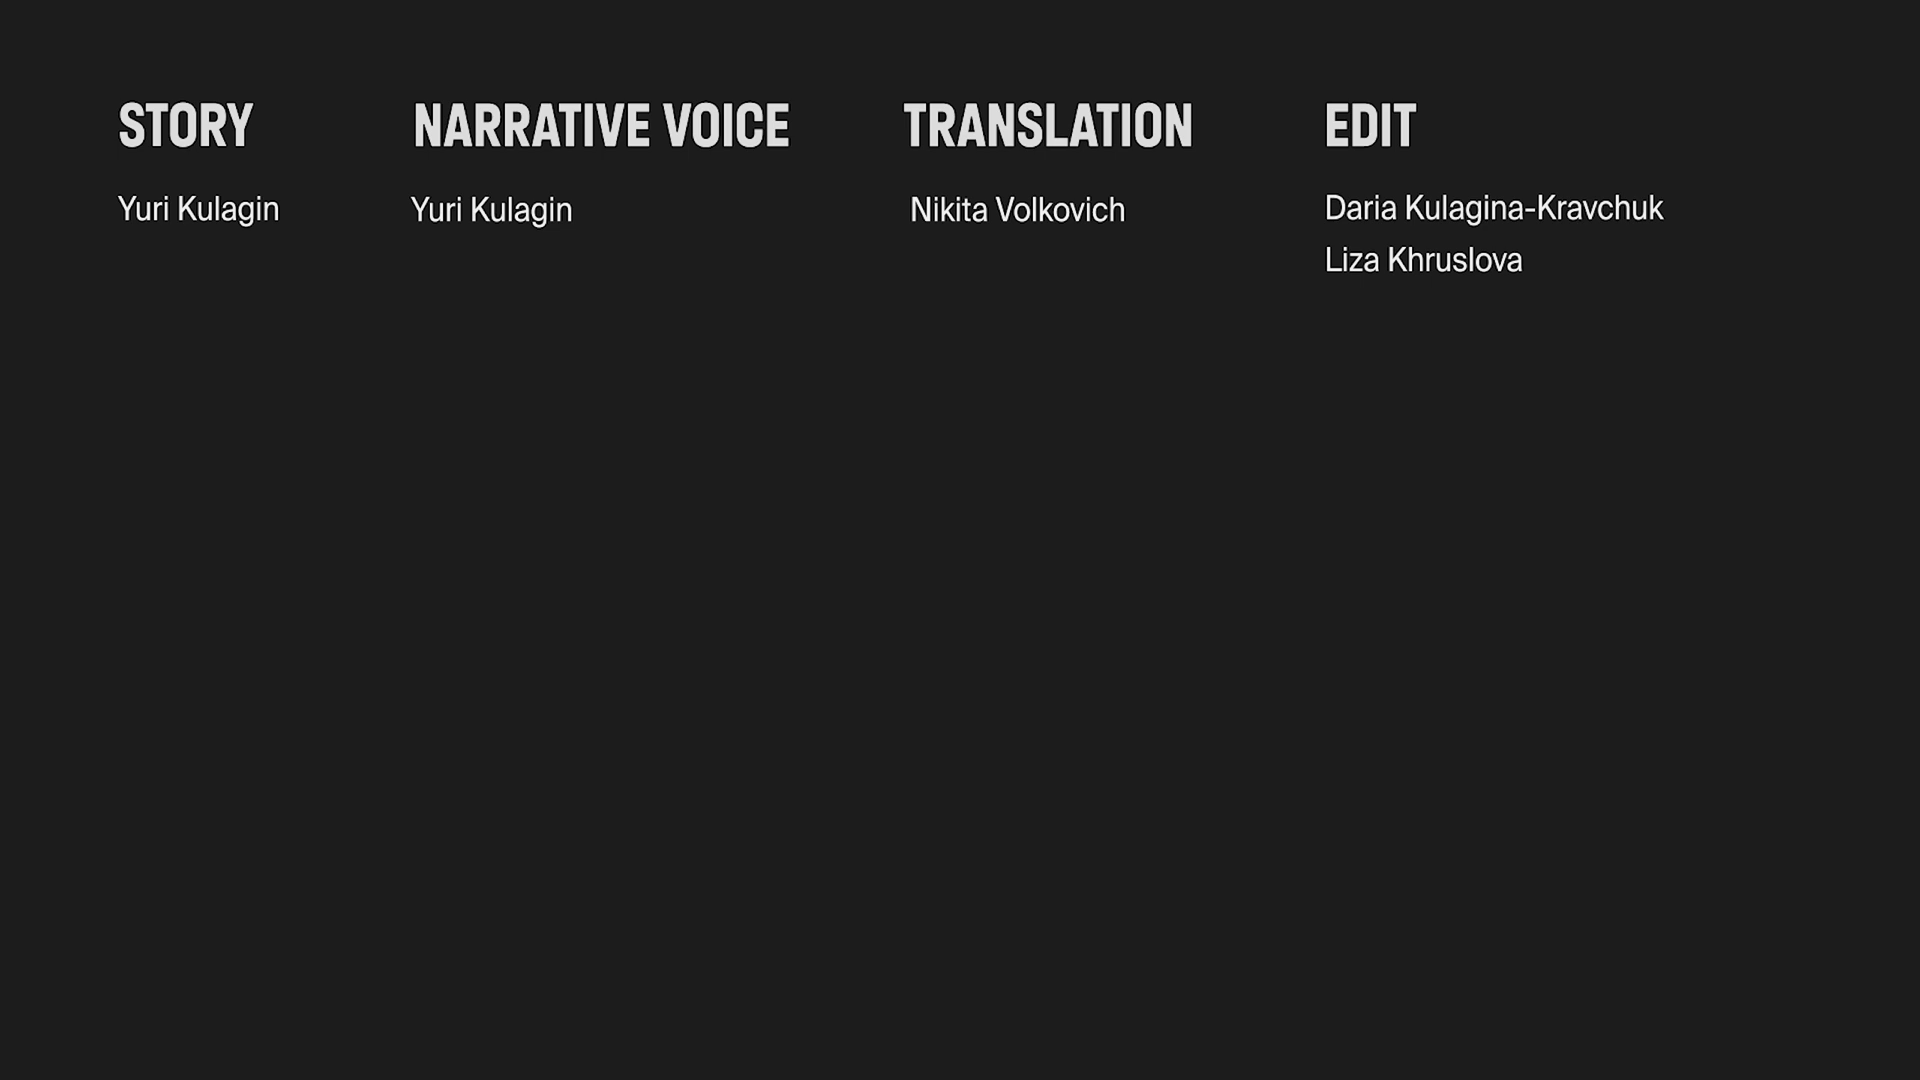 STORY
Yuri Kulagin
NARRATIVE VOICE
Yuri Kulagin
TRANSLATION
Nikita Volkovich
EDIT
Daria Kulagina-Kravchuk
Liza Khruslova